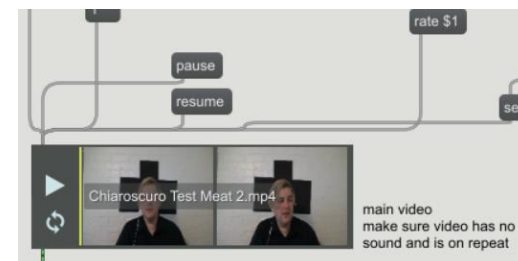 rate $1
pause
resume
se
Chiaroscuro Test Meat 2.mp4
main video
make sure video has no
sound and is on repeat